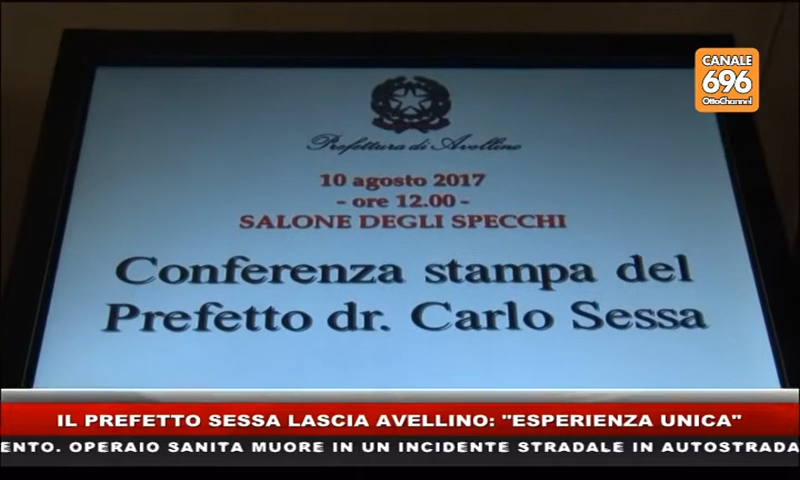 CANALE
696
OttoChannel
Prefettura di Avellino
10 agosto 2017
- ore 12.00 -
SALONE DEGLI SPECCHI
Conferenza stampa del
Prefetto dr. Carlo Sessa
IL PREFETTO SESSA LASCIA AVELLINO: "ESPERIENZA UNICA"
ENTO. OPERAIO SANITA MUORE IN UN INCIDENTE STRADALE IN AUTOSTRADA